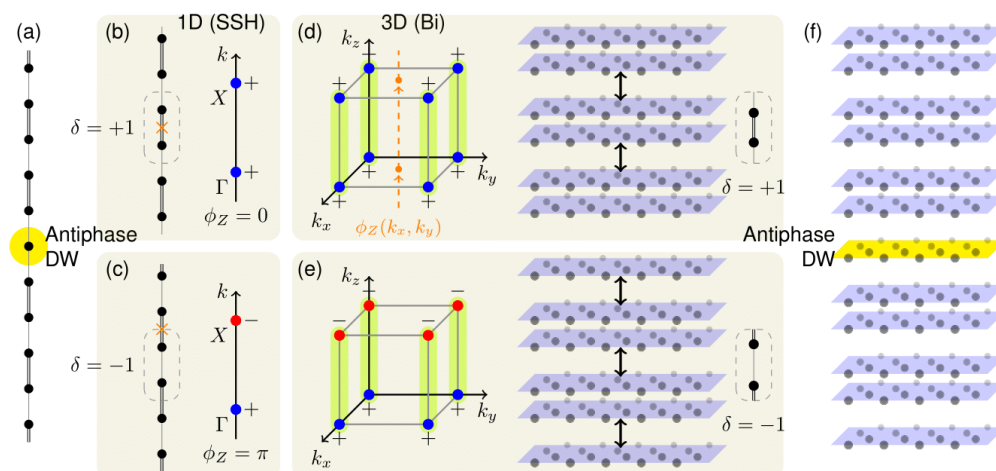 (a)
Antiphase
DW
(b)
1D (SSH)
δ = +1
k
+
X
+
Γ
ϕ_Z = 0
(c)
δ = −1
k
−
X
+
Γ
ϕ_Z = π
(d)
3D (Bi)
k_z
+
+
+
+
+
+
+
+
k_y
k_x
ϕ_Z(k_x, k_y)
δ = +1
(e)
k_z
−
−
−
−
+
+
+
+
k_y
k_x
δ = −1
(f)
Antiphase
DW